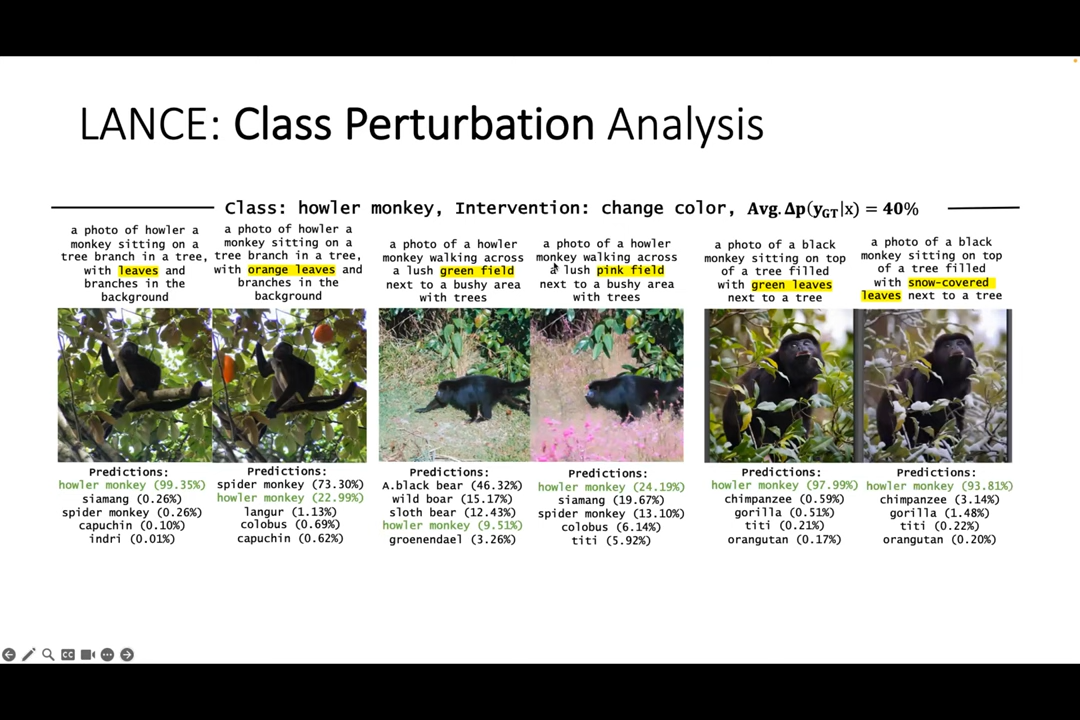 LANCE: Class Perturbation Analysis
Class: howler monkey, Intervention: change color, Avg. Δp(y_GT|x) = 40%
a photo of howler a
monkey sitting on a
tree branch in a tree,
with leaves and
branches in the
background
a photo of howler a
monkey sitting on a
tree branch in a tree,
with orange leaves and
branches in the
background
a photo of a howler
monkey walking across
a lush green field
next to a bushy area
with trees
a photo of a howler
monkey walking across
a lush pink field
next to a bushy area
with trees
a photo of a black
monkey sitting on top
of a tree filled
with green leaves
next to a tree
a photo of a black
monkey sitting on top
of a tree filled
with snow-covered
leaves next to a tree
Predictions:
howler monkey (99.35%)
siamang (0.26%)
spider monkey (0.26%)
capuchin (0.10%)
indri (0.01%)
Predictions:
spider monkey (73.30%)
howler monkey (22.99%)
langur (1.13%)
colobus (0.69%)
capuchin (0.62%)
Predictions:
A.black bear (46.32%)
wild boar (15.17%)
sloth bear (12.43%)
howler monkey (9.51%)
groenendael (3.26%)
Predictions:
howler monkey (24.19%)
siamang (19.67%)
spider monkey (13.10%)
colobus (6.14%)
titi (5.92%)
Predictions:
howler monkey (97.99%)
chimpanzee (0.59%)
gorilla (0.51%)
titi (0.21%)
orangutan (0.17%)
Predictions:
howler monkey (93.81%)
chimpanzee (3.14%)
gorilla (1.48%)
titi (0.22%)
orangutan (0.20%)
CC